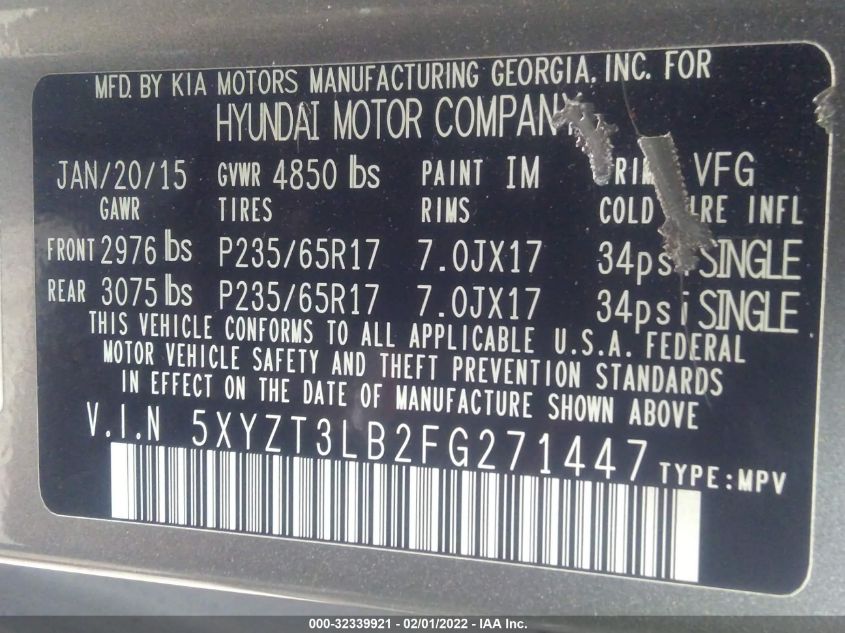 MFD. BY KIA MOTORS MANUFACTURING GEORGIA, INC. FOR
HYUNDAI MOTOR COMPANY
JAN/20/15 GVWR 4850 lbs PAINT IM VFG
GAWR TIRES RIMS COLD INFL
FRONT 2976 lbs P235/65R17 7.0JX17 34psi SINGLE
REAR 3075 lbs P235/65R17 7.0JX17 34psi SINGLE
THIS VEHICLE CONFORMS TO ALL APPLICABLE U.S.A. FEDERAL
MOTOR VEHICLE SAFETY AND THEFT PREVENTION STANDARDS
IN EFFECT ON THE DATE OF MANUFACTURE SHOWN ABOVE
V.I.N 5XYZT3LB2FG271447 TYPE:MPV
000-32339921 - 02/01/2022 - IAA Inc.